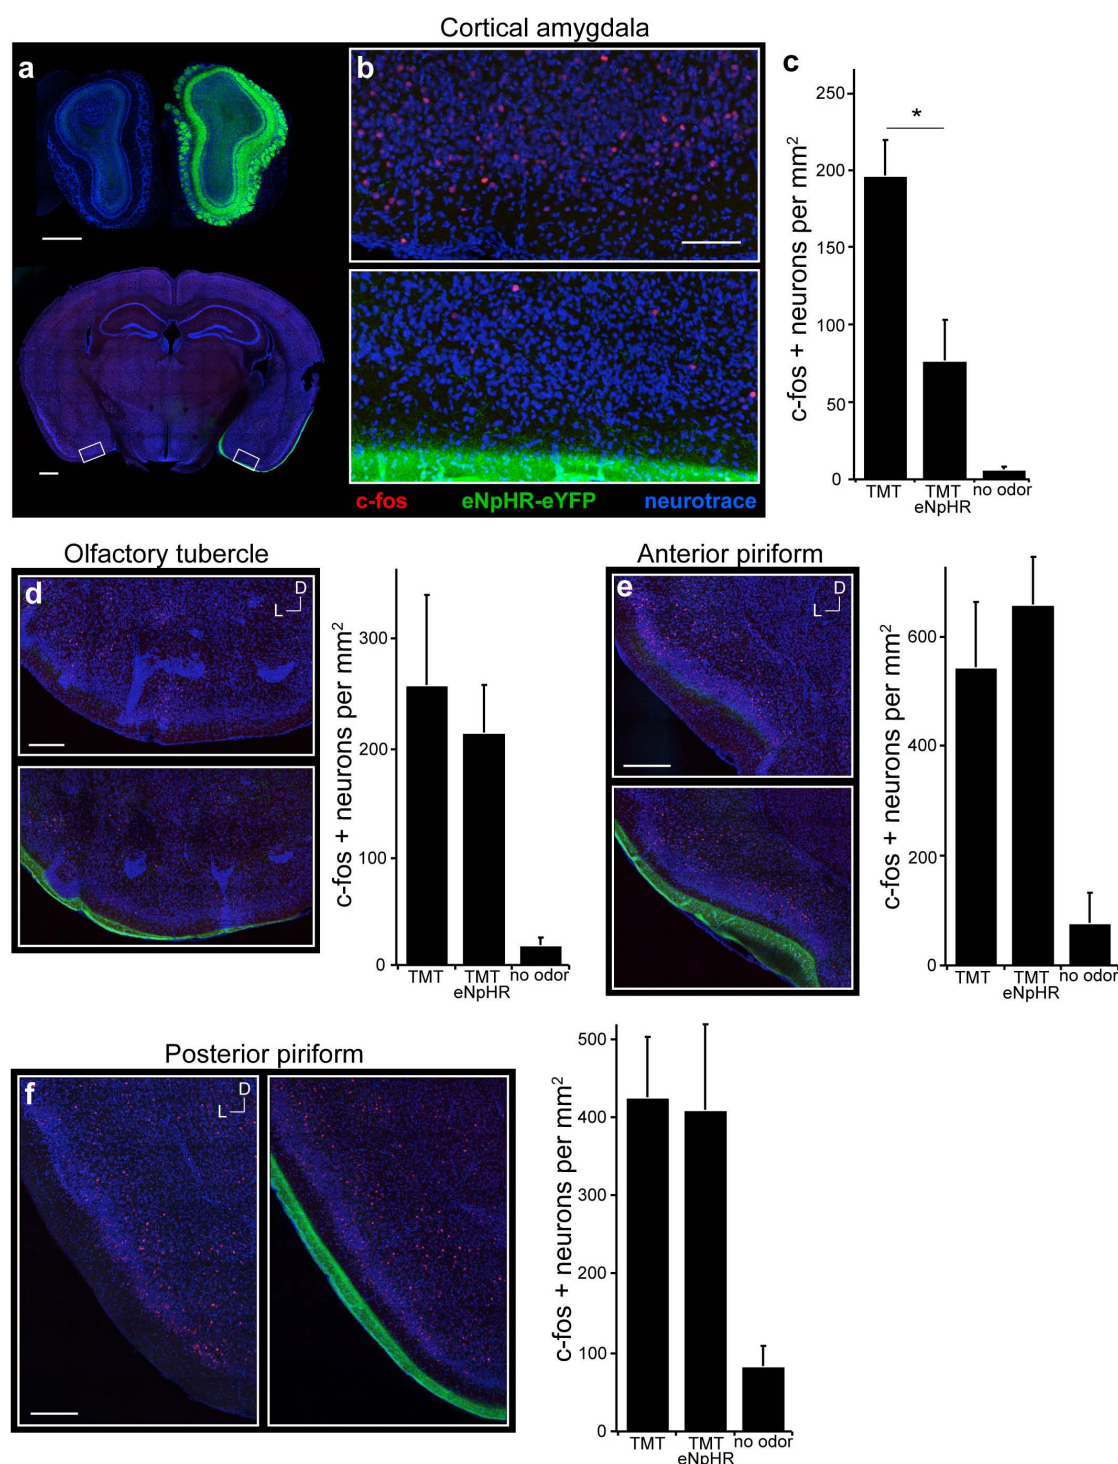 Cortical amygdala
a
b
c-fos eNpHR-eYFP neurotrace
c
c-fos + neurons per mm²
250
200
150
100
50
0
*
TMT TMT eNpHR no odor
Olfactory tubercle
d
D
L
c-fos + neurons per mm²
300
200
100
0
TMT TMT eNpHR no odor
Anterior piriform
e
D
L
c-fos + neurons per mm²
600
400
200
0
TMT TMT eNpHR no odor
Posterior piriform
f
D
L
c-fos + neurons per mm²
500
400
300
200
100
0
TMT TMT eNpHR no odor